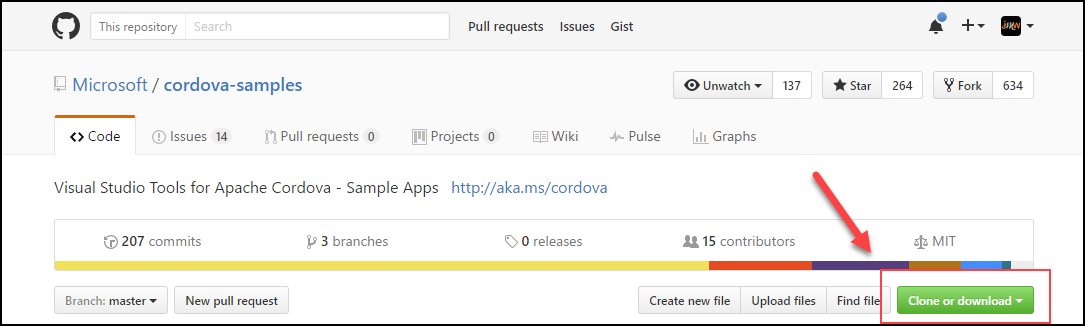 This repository Search Pull requests Issues Gist
Microsoft / cordova-samples Unwatch 137 Star 264 Fork 634
Code Issues 14 Pull requests 0 Projects 0 Wiki Pulse Graphs
Visual Studio Tools for Apache Cordova - Sample Apps http://aka.ms/cordova
207 commits 3 branches 0 releases 15 contributors MIT
Branch: master New pull request Create new file Upload files Find file Clone or download